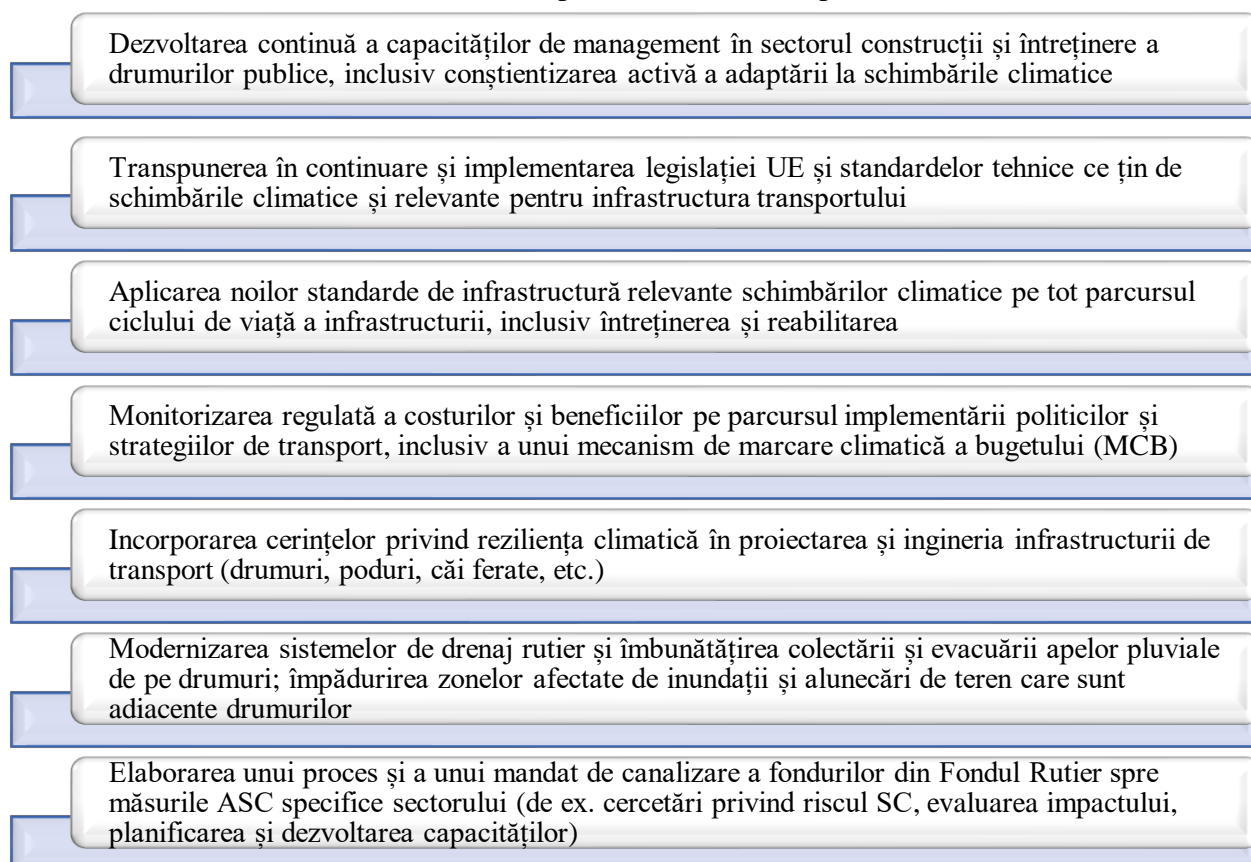 Dezvoltarea continuă a capacităților de management în sectorul construcții și întreținere a
drumurilor publice, inclusiv conștientizarea activă a adaptării la schimbările climatice
Transpunerea în continuare și implementarea legislației UE și standardelor tehnice ce țin de
schimbările climatice și relevante pentru infrastructura transportului
Aplicarea noilor standarde de infrastructură relevante schimbărilor climatice pe tot parcursul
ciclului de viață a infrastructurii, inclusiv întreținerea și reabilitarea
Monitorizarea regulată a costurilor și beneficiilor pe parcursul implementării politicilor și
strategiilor de transport, inclusiv a unui mecanism de marcare climatică a bugetului (MCB)
Incorporarea cerințelor privind reziliența climatică în proiectarea și ingineria infrastructurii de
transport (drumuri, poduri, căi ferate, etc.)
Modernizarea sistemelor de drenaj rutier și îmbunătățirea colectării și evacuării apelor pluviale
de pe drumuri; împădurirea zonelor afectate de inundații și alunecări de teren care sunt
adiacente drumurilor
Elaborarea unui proces și a unui mandat de canalizare a fondurilor din Fondul Rutier spre
măsurile ASC specifice sectorului (de ex. cercetări privind riscul SC, evaluarea impactului,
planificarea și dezvoltarea capacităților)